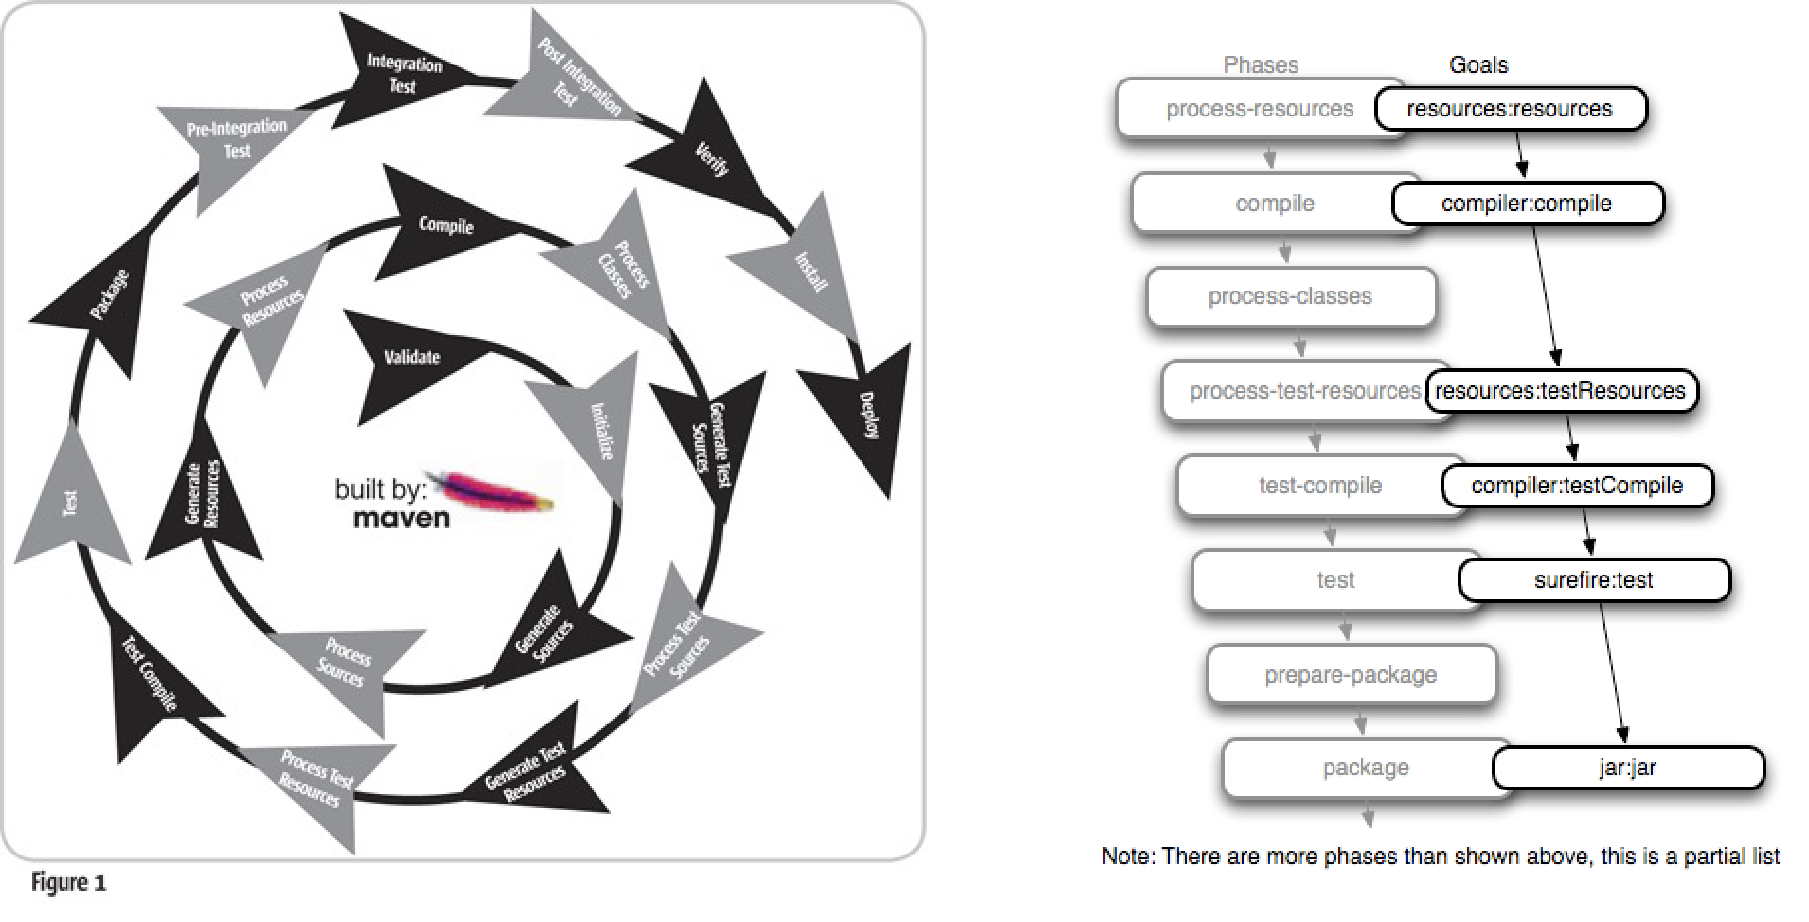 Integration
Test
Post Integration
Test
Pre-Integration
Test
Verify
Compile
Process
Classes
Install
Package
Process
Resources
Validate
Initialize
Generate Test
Sources
Deploy
Test
Generate
Resources
built by:
maven
Generate
Sources
Process
Sources
Process Test
Sources
Test Compile
Process Test
Resources
Generate Test
Resources
Figure 1
Phases
Goals
process-resources
resources:resources
compile
compiler:compile
process-classes
process-test-resources
resources:testResources
test-compile
compiler:testCompile
test
surefire:test
prepare-package
package
jar:jar
Note: There are more phases than shown above, this is a partial list